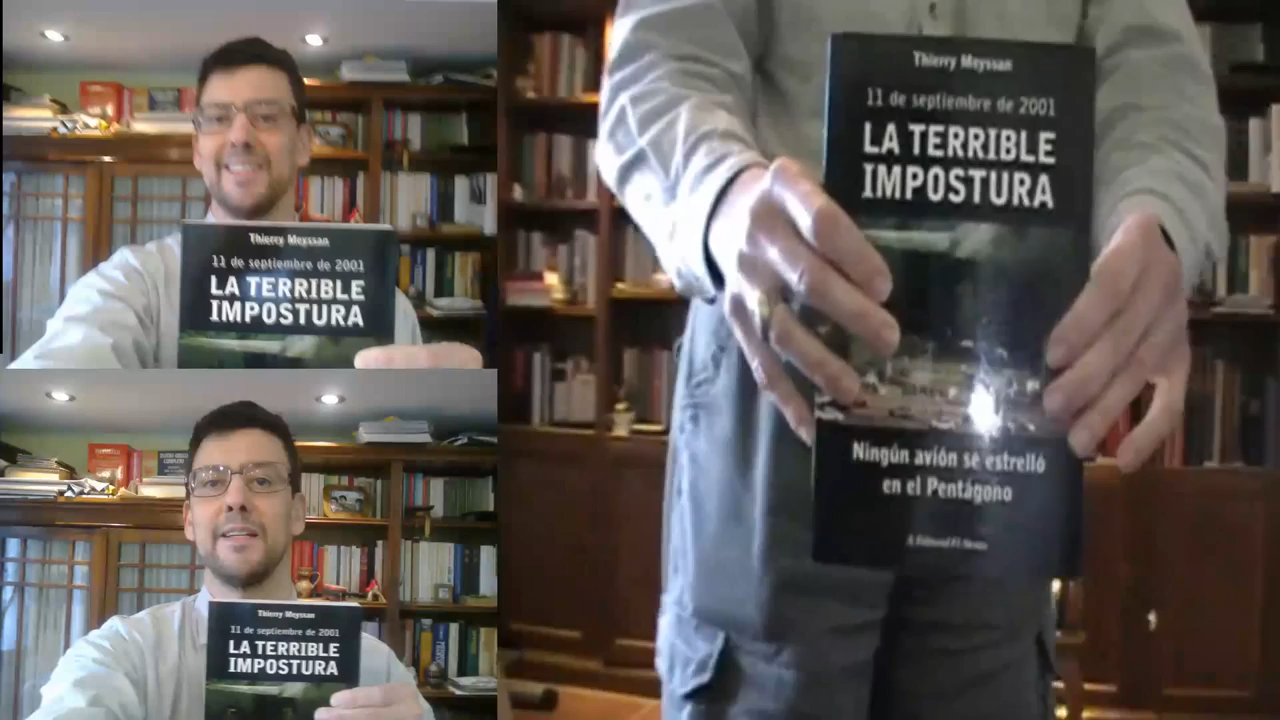 Thierry Meyssan
11 de septiembre de 2001
LA TERRIBLE
IMPOSTURA
Thierry Meyssan
11 de septiembre de 2001
LA TERRIBLE
IMPOSTURA
Thierry Meyssan
11 de septiembre de 2001
LA TERRIBLE
IMPOSTURA
Ningún avión se estrelló
en el Pentágono